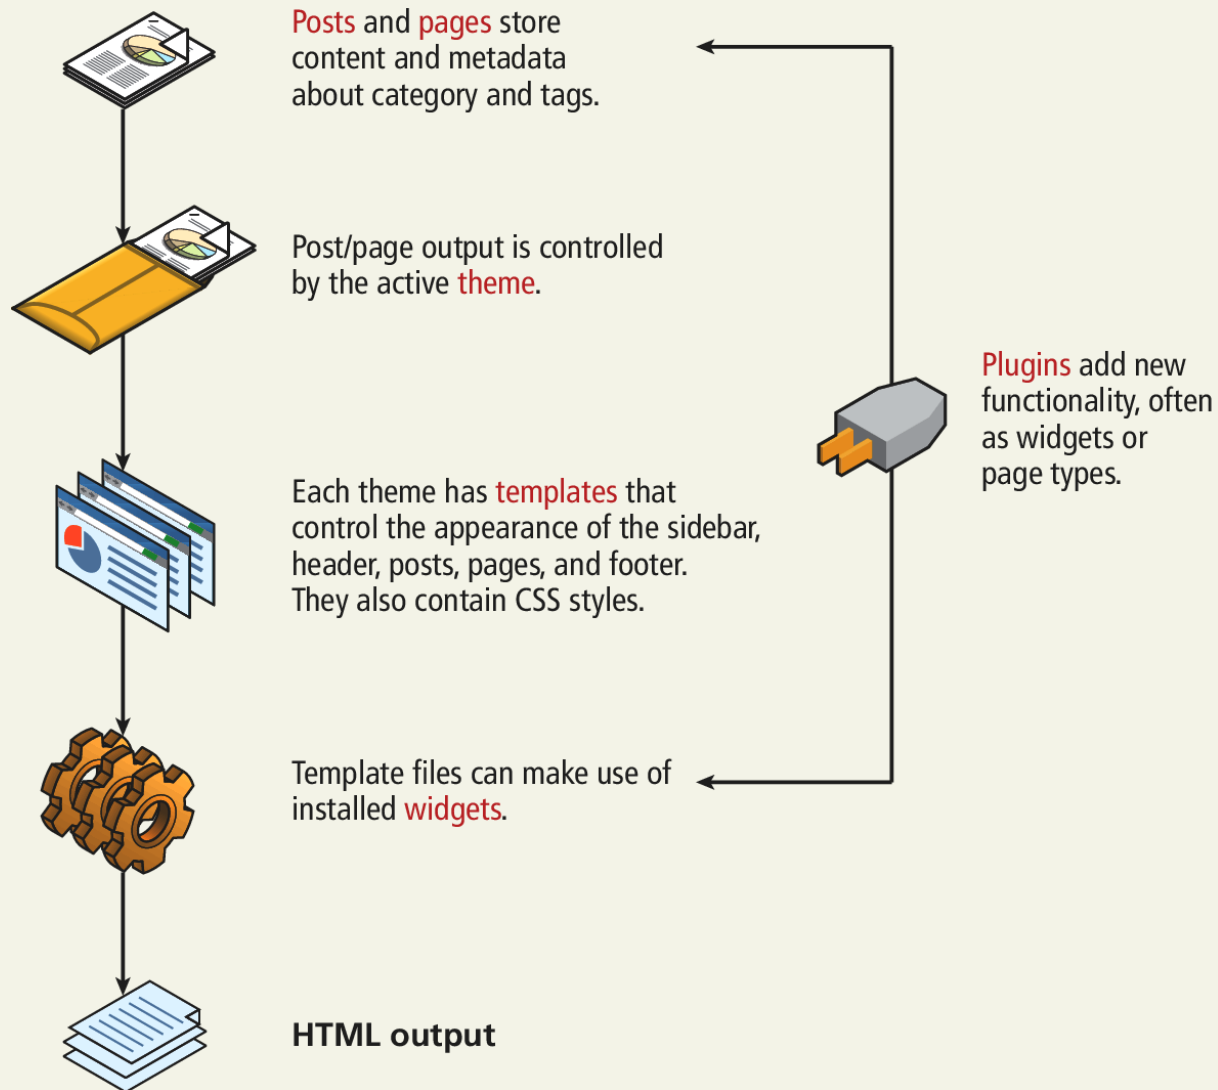 Posts and pages store
content and metadata
about category and tags.
Post/page output is controlled
by the active theme.
Plugins add new
functionality, often
as widgets or
page types.
Each theme has templates that
control the appearance of the sidebar,
header, posts, pages, and footer.
They also contain CSS styles.
Template files can make use of
installed widgets.
HTML output